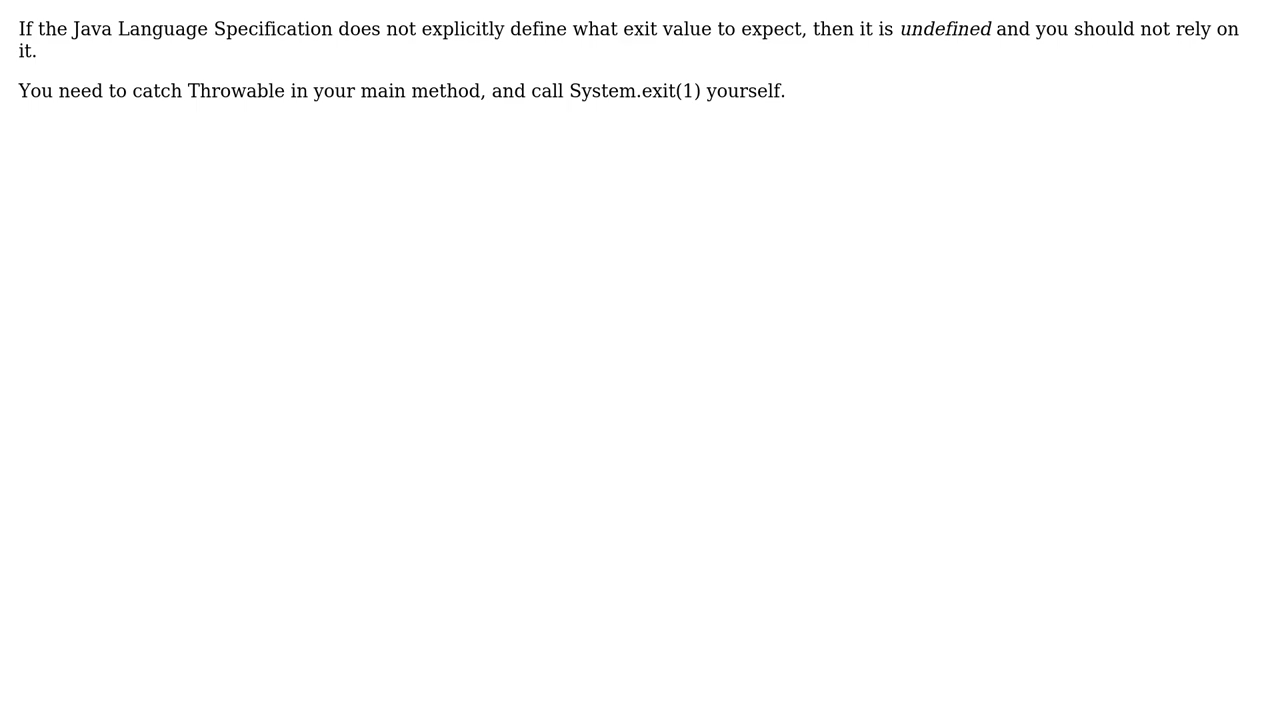 If the Java Language Specification does not explicitly define what exit value to expect, then it is undefined and you should not rely on
it.
You need to catch Throwable in your main method, and call System.exit(1) yourself.